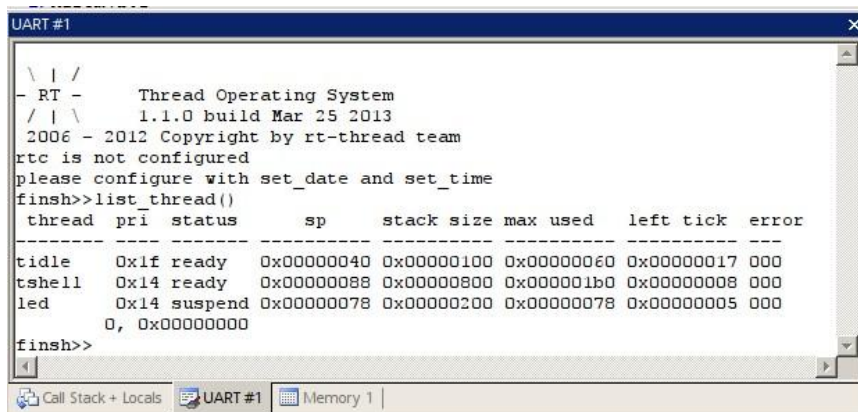 UART #1
 \ | /
- RT -     Thread Operating System
 / | \     1.1.0 build Mar 25 2013
 2006 - 2012 Copyright by rt-thread team
rtc is not configured
please configure with set_date and set_time
finsh>>list_thread()
 thread  pri  status      sp     stack size max used   left tick  error
-------- ---- ------- ---------- ---------- ---------- ---------- ---
tidle    0x1f ready   0x00000040 0x00000100 0x00000060 0x00000017 000
tshell   0x14 ready   0x00000088 0x00000800 0x000001b0 0x00000008 000
led      0x14 suspend 0x00000078 0x00000200 0x00000078 0x00000005 000
        0, 0x00000000
finsh>>
Call Stack + Locals UART #1 Memory 1